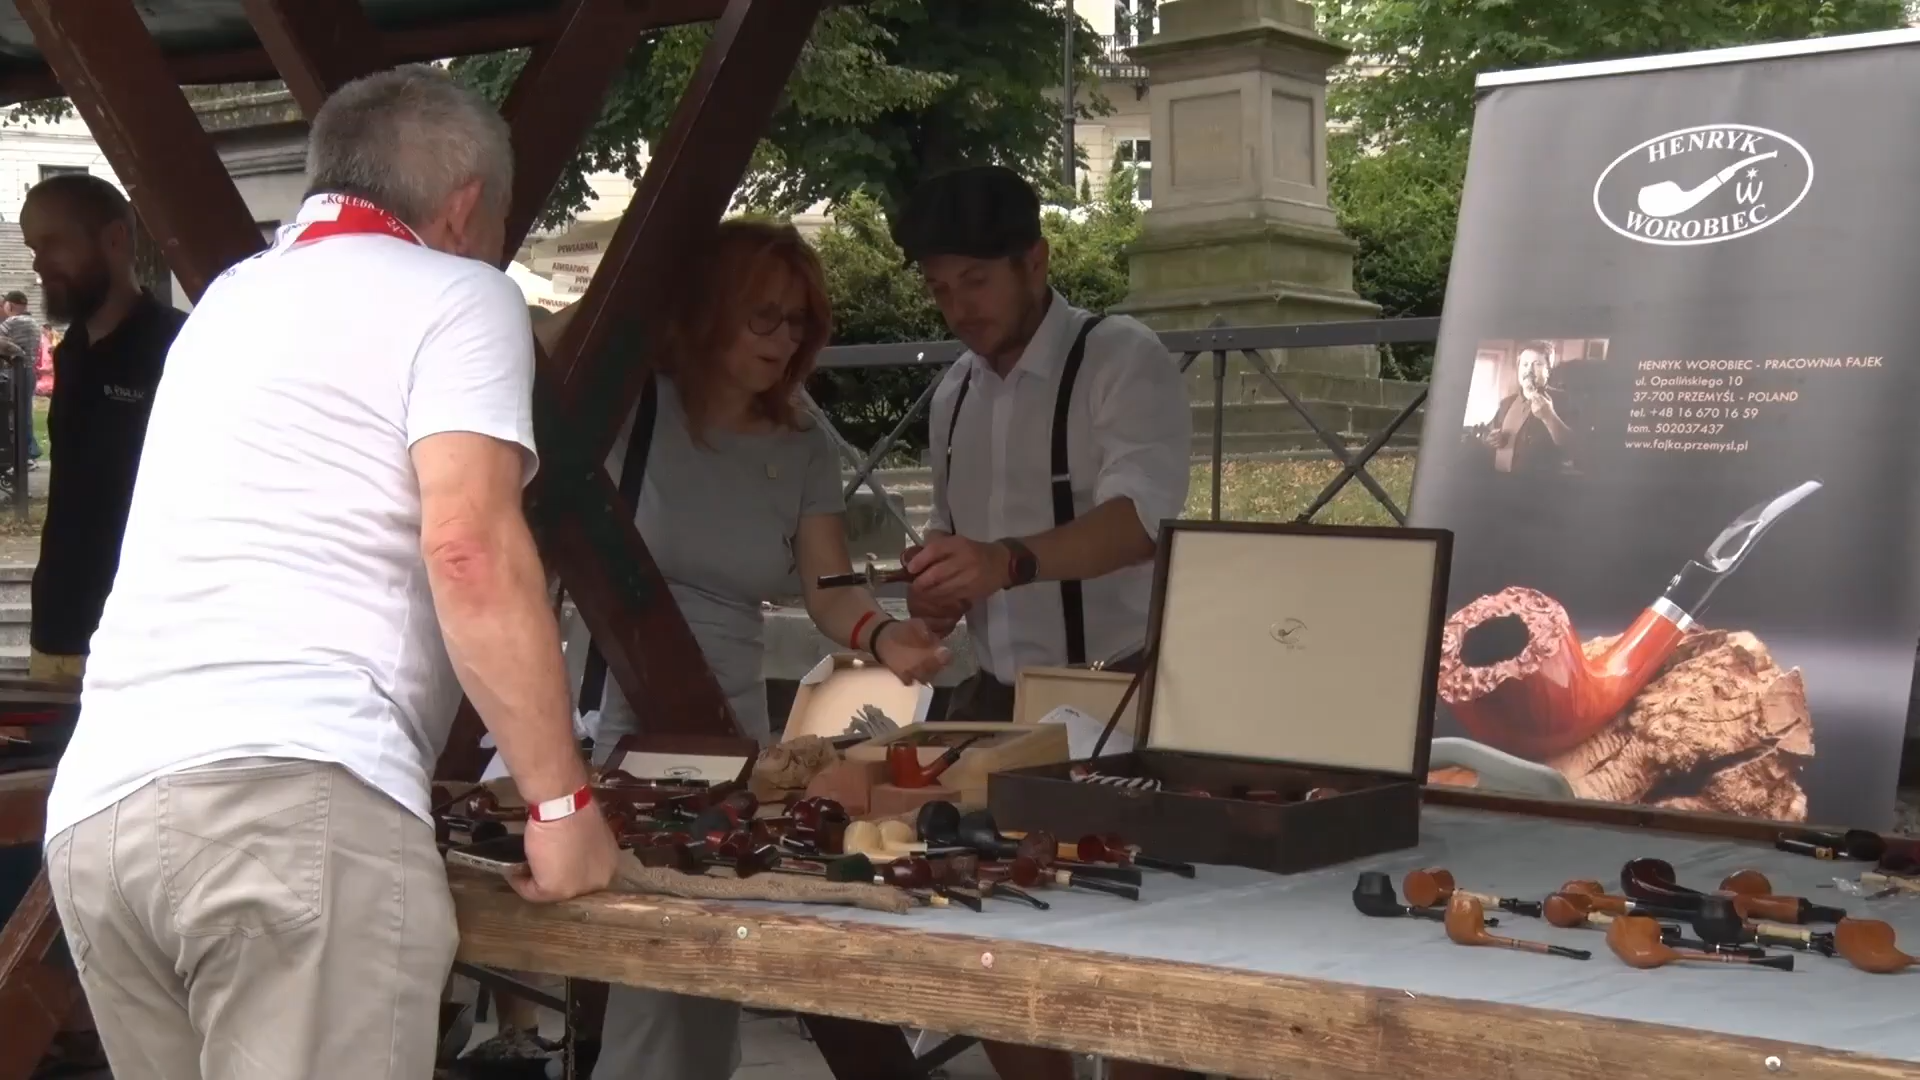 HENRYK
W
WOROBIEC
HENRYK WOROBIEC - PRACOWNIA FAJEK
ul. Opalińskiego 10
37-700 PRZEMYŚL - POLAND
tel. +48 16 670 16 59
kom. 502037437
www.fajka.przemysl.pl
PIWIARNIA